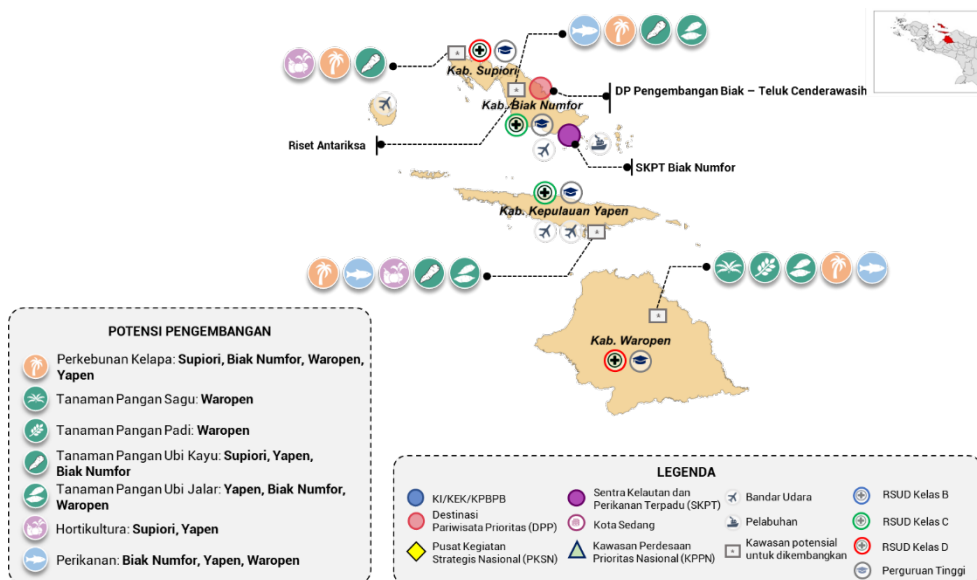 Kab. Supiori
Kab. Biak Numfor
DP Pengembangan Biak – Teluk Cenderawasih
Riset Antariksa
SKPT Biak Numfor
Kab. Kepulauan Yapen
Kab. Waropen
POTENSI PENGEMBANGAN
Perkebunan Kelapa: Supiori, Biak Numfor, Waropen,
Yapen
Tanaman Pangan Sagu: Waropen
Tanaman Pangan Padi: Waropen
Tanaman Pangan Ubi Kayu: Supiori, Yapen,
Biak Numfor
Tanaman Pangan Ubi Jalar: Yapen, Biak Numfor,
Waropen
Hortikultura: Supiori, Yapen
Perikanan: Biak Numfor, Yapen, Waropen
LEGENDA
KI/KEK/KPBPB
Destinasi
Pariwisata Prioritas (DPP)
Pusat Kegiatan
Strategis Nasional (PKSN)
Sentra Kelautan dan
Perikanan Terpadu (SKPT)
Kota Sedang
Kawasan Perdesaan
Prioritas Nasional (KPPN)
Bandar Udara
Pelabuhan
Kawasan potensial
untuk dikembangkan
RSUD Kelas B
RSUD Kelas C
RSUD Kelas D
Perguruan Tinggi